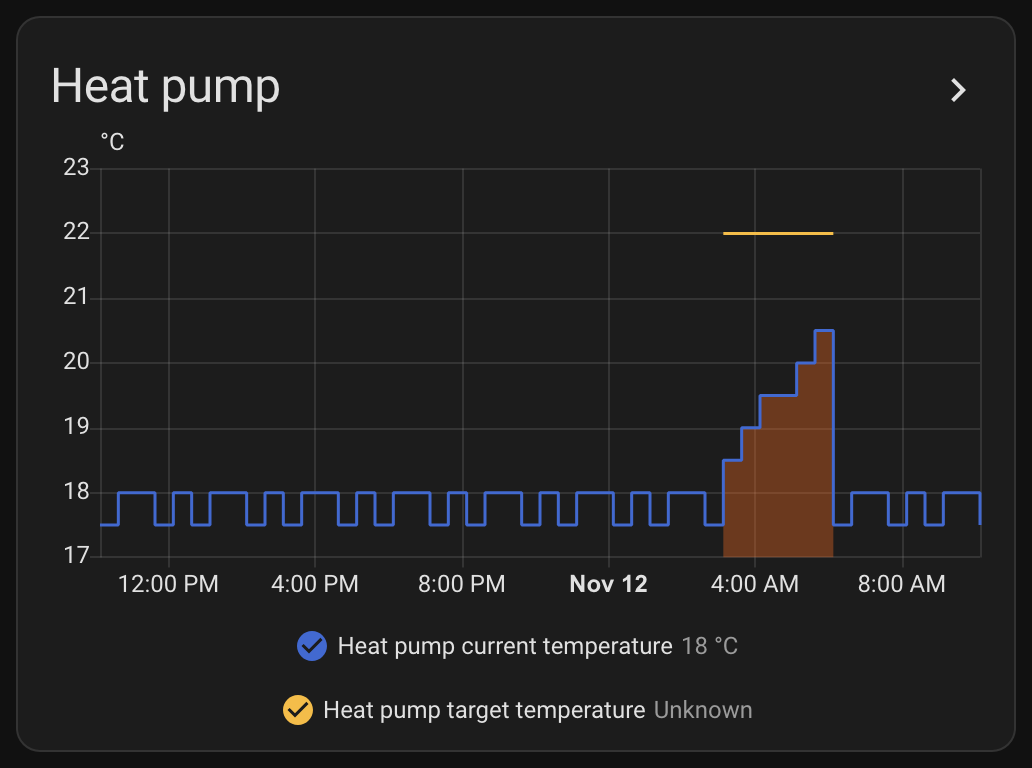 Heat pump
°C
23
22
21
20
19
18
17
12:00 PM 4:00 PM 8:00 PM Nov 12 4:00 AM 8:00 AM
Heat pump current temperature 18 °C
Heat pump target temperature Unknown